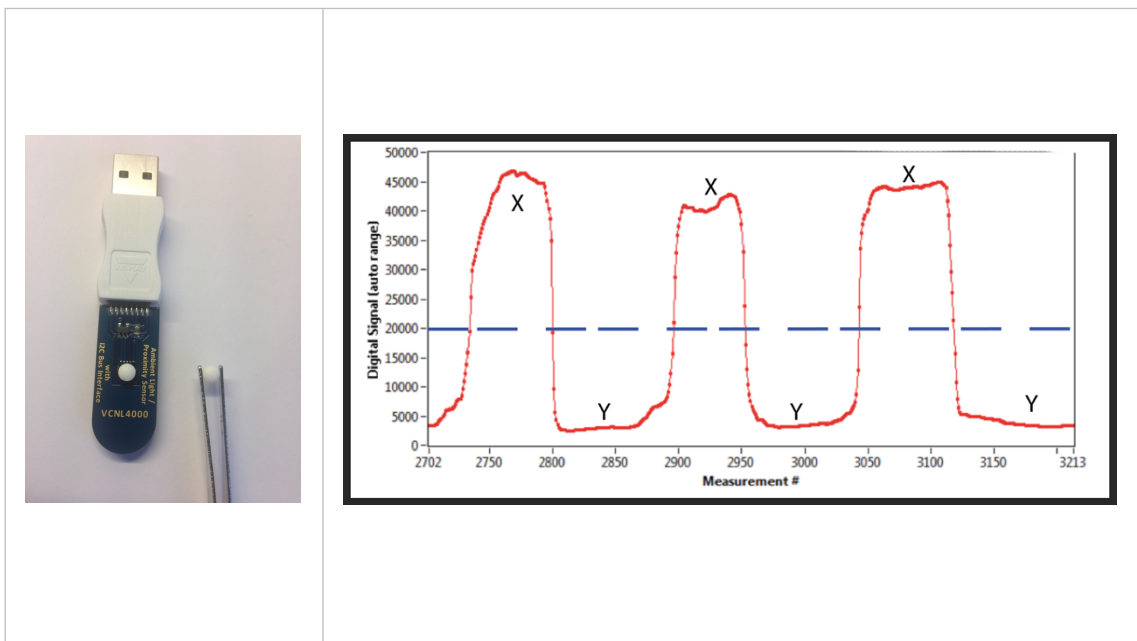 Ambient Light /
Proximity Sensor
with
I2C Bus Interface
VCNL4000
Digital Signal (auto range)
50000
45000
40000
35000
30000
25000
20000
15000
10000
5000
0
X
X
X
Y
Y
Y
2702
2750
2800
2850
2900
2950
3000
3050
3100
3150
3213
Measurement #